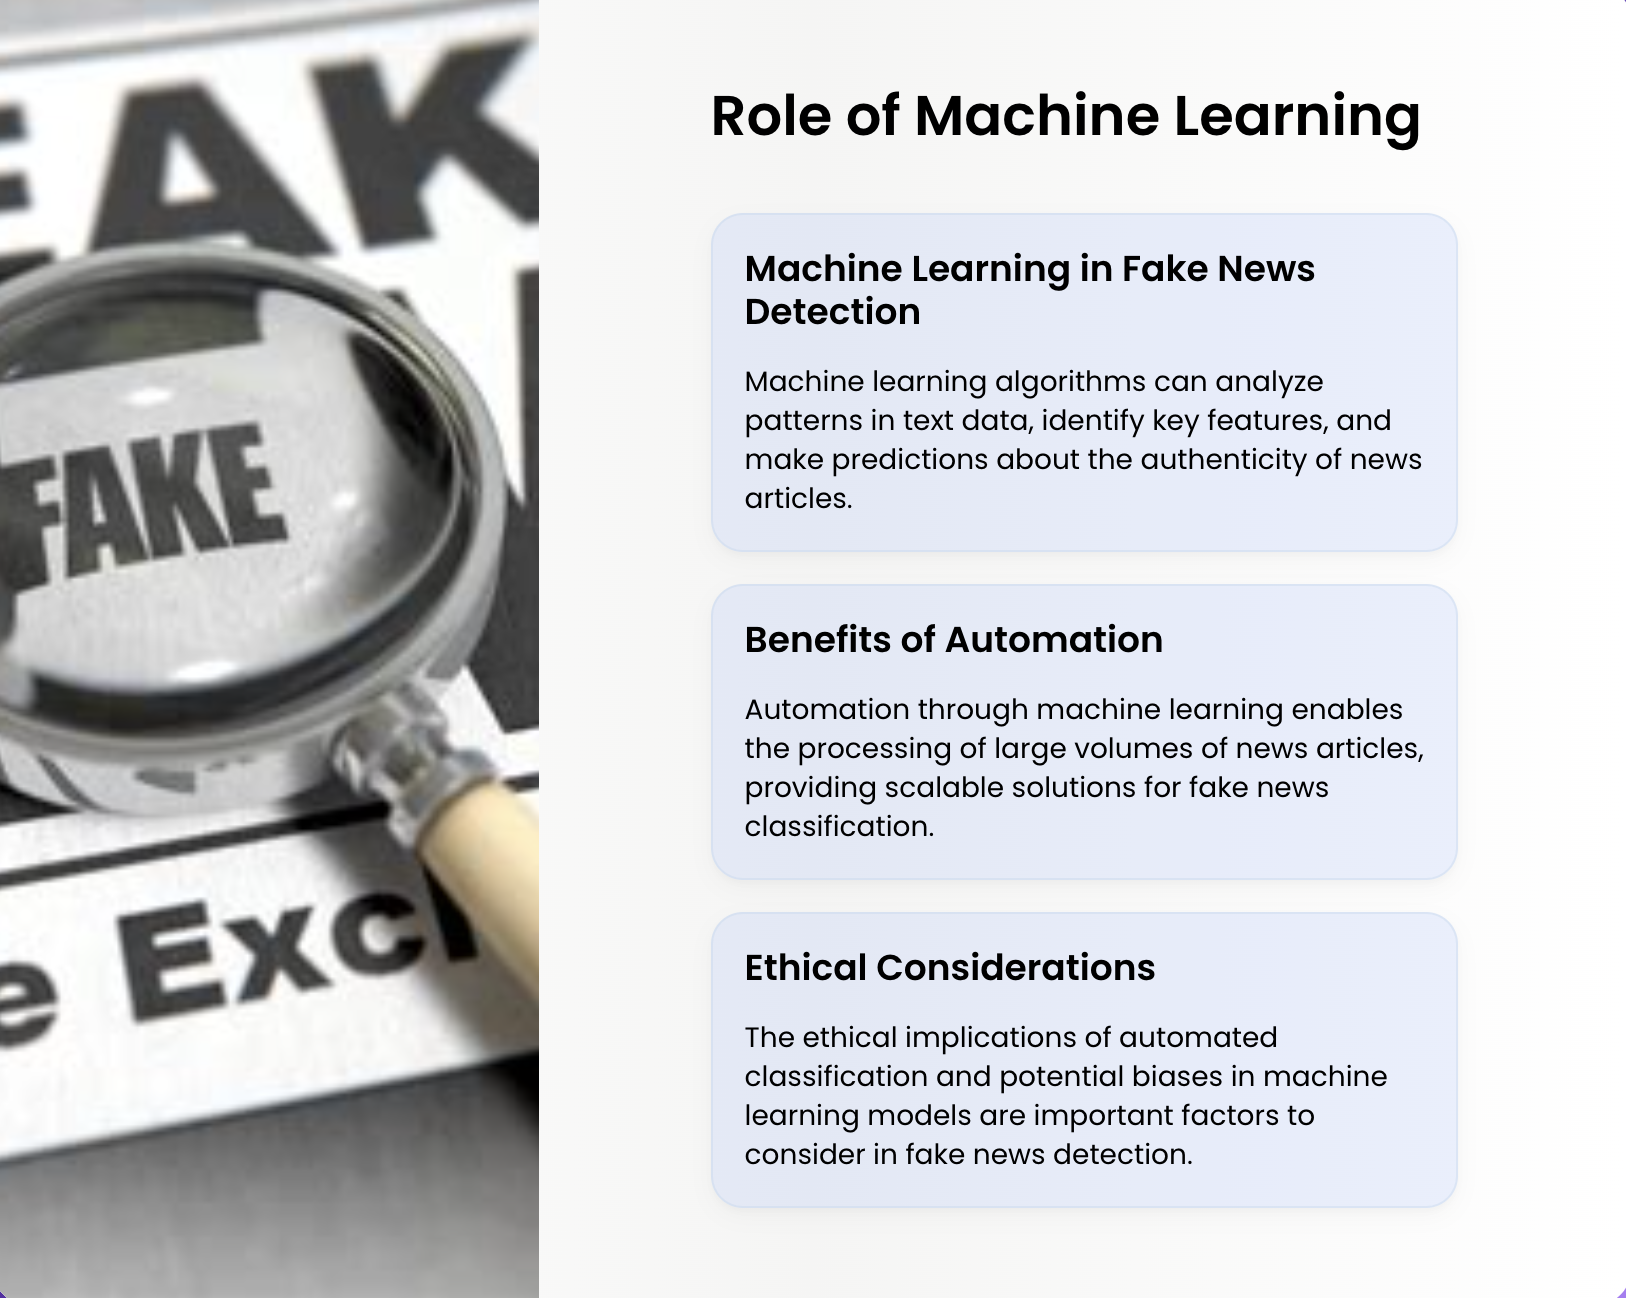 EAK
FAKE
e Excl
Role of Machine Learning
Machine Learning in Fake News
Detection
Machine learning algorithms can analyze
patterns in text data, identify key features, and
make predictions about the authenticity of news
articles.
Benefits of Automation
Automation through machine learning enables
the processing of large volumes of news articles,
providing scalable solutions for fake news
classification.
Ethical Considerations
The ethical implications of automated
classification and potential biases in machine
learning models are important factors to
consider in fake news detection.